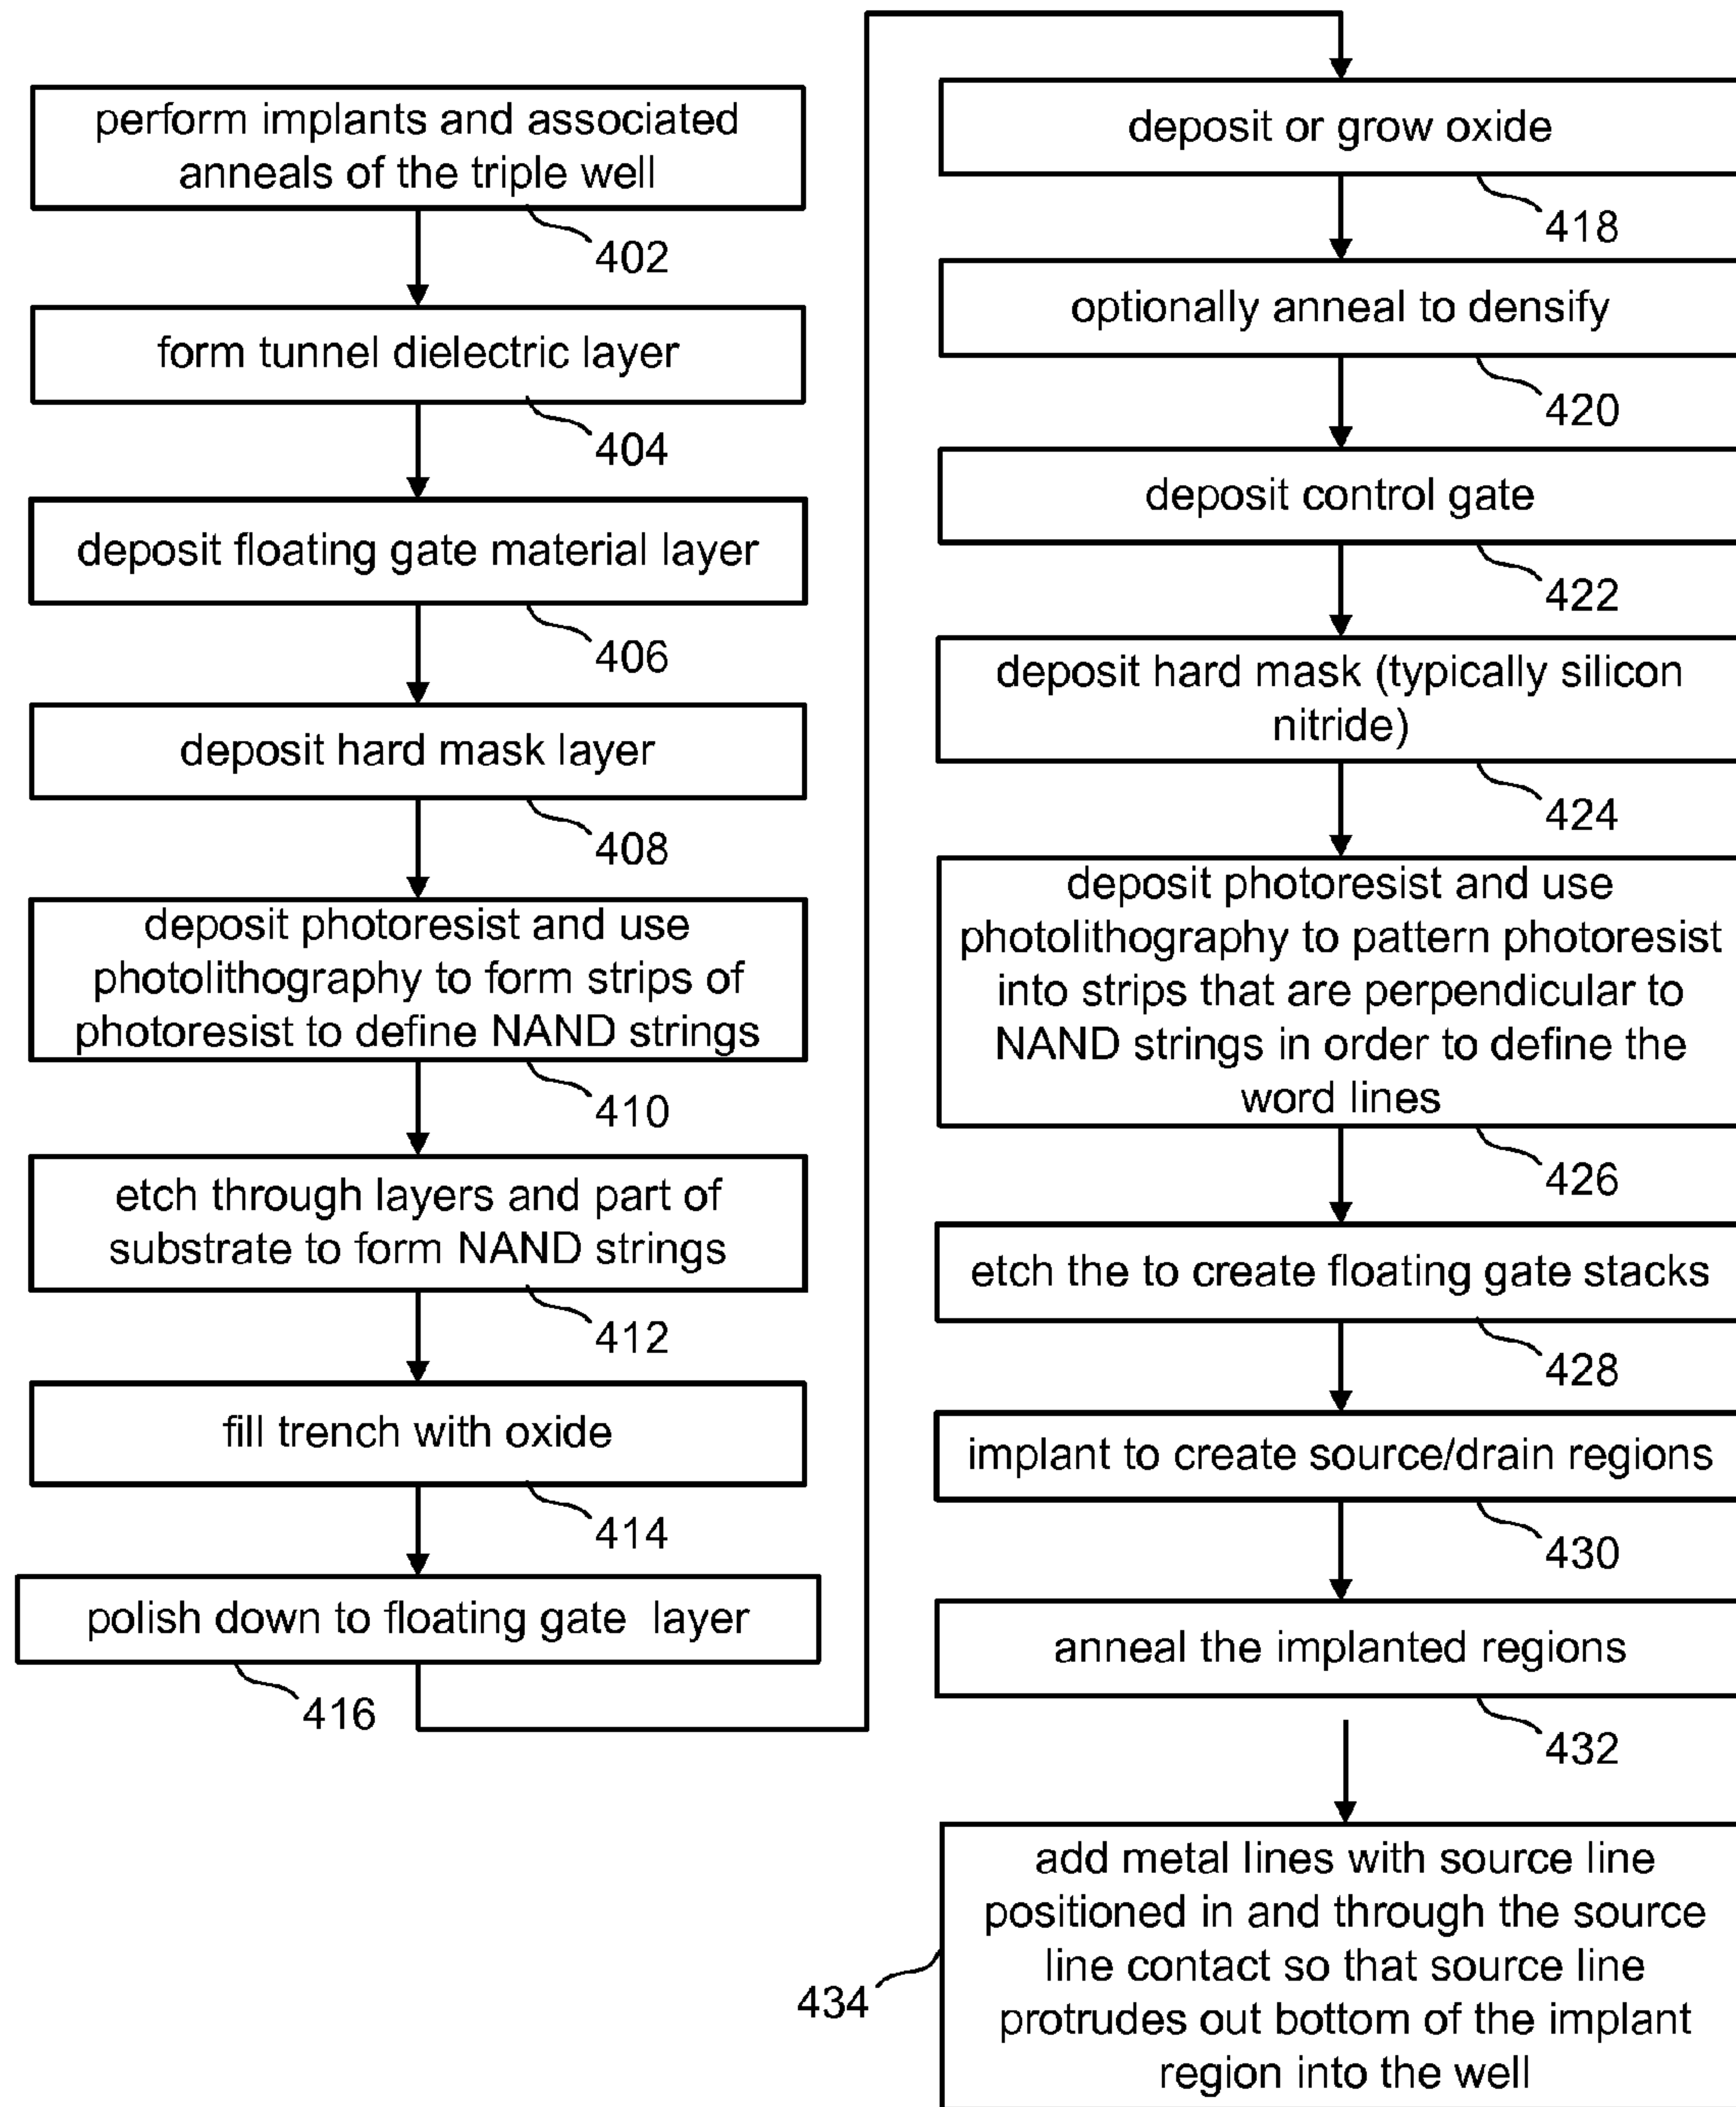 perform implants and associated
anneals of the triple well
402
form tunnel dielectric layer
404
deposit floating gate material layer
406
deposit hard mask layer
408
deposit photoresist and use
photolithography to form strips of
photoresist to define NAND strings
410
etch through layers and part of
substrate to form NAND strings
412
fill trench with oxide
414
polish down to floating gate layer
416
deposit or grow oxide
418
optionally anneal to densify
420
deposit control gate
422
deposit hard mask (typically silicon
nitride)
424
deposit photoresist and use
photolithography to pattern photoresist
into strips that are perpendicular to
NAND strings in order to define the
word lines
426
etch the to create floating gate stacks
428
implant to create source/drain regions
430
anneal the implanted regions
432
add metal lines with source line
positioned in and through the source
line contact so that source line
protrudes out bottom of the implant
region into the well
434